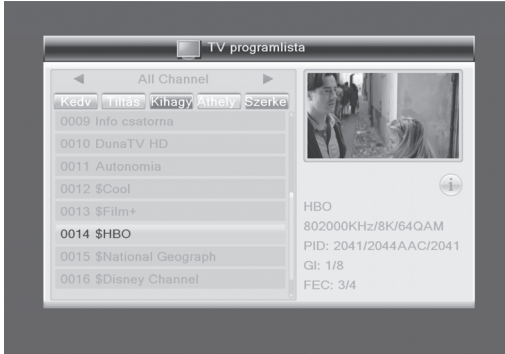 TV programlista
All Channel
Kedv Tiltás Kihagy Áthely Szerke
0009 Info csatorna
0010 DunaTV HD
0011 Autonomia
0012 $Cool
0013 $Film+
0014 $HBO
0015 $National Geograph
0016 $Disney Channel
HBO
802000KHz/8K/64QAM
PID: 2041/2044AAC/2041
GI: 1/8
FEC: 3/4